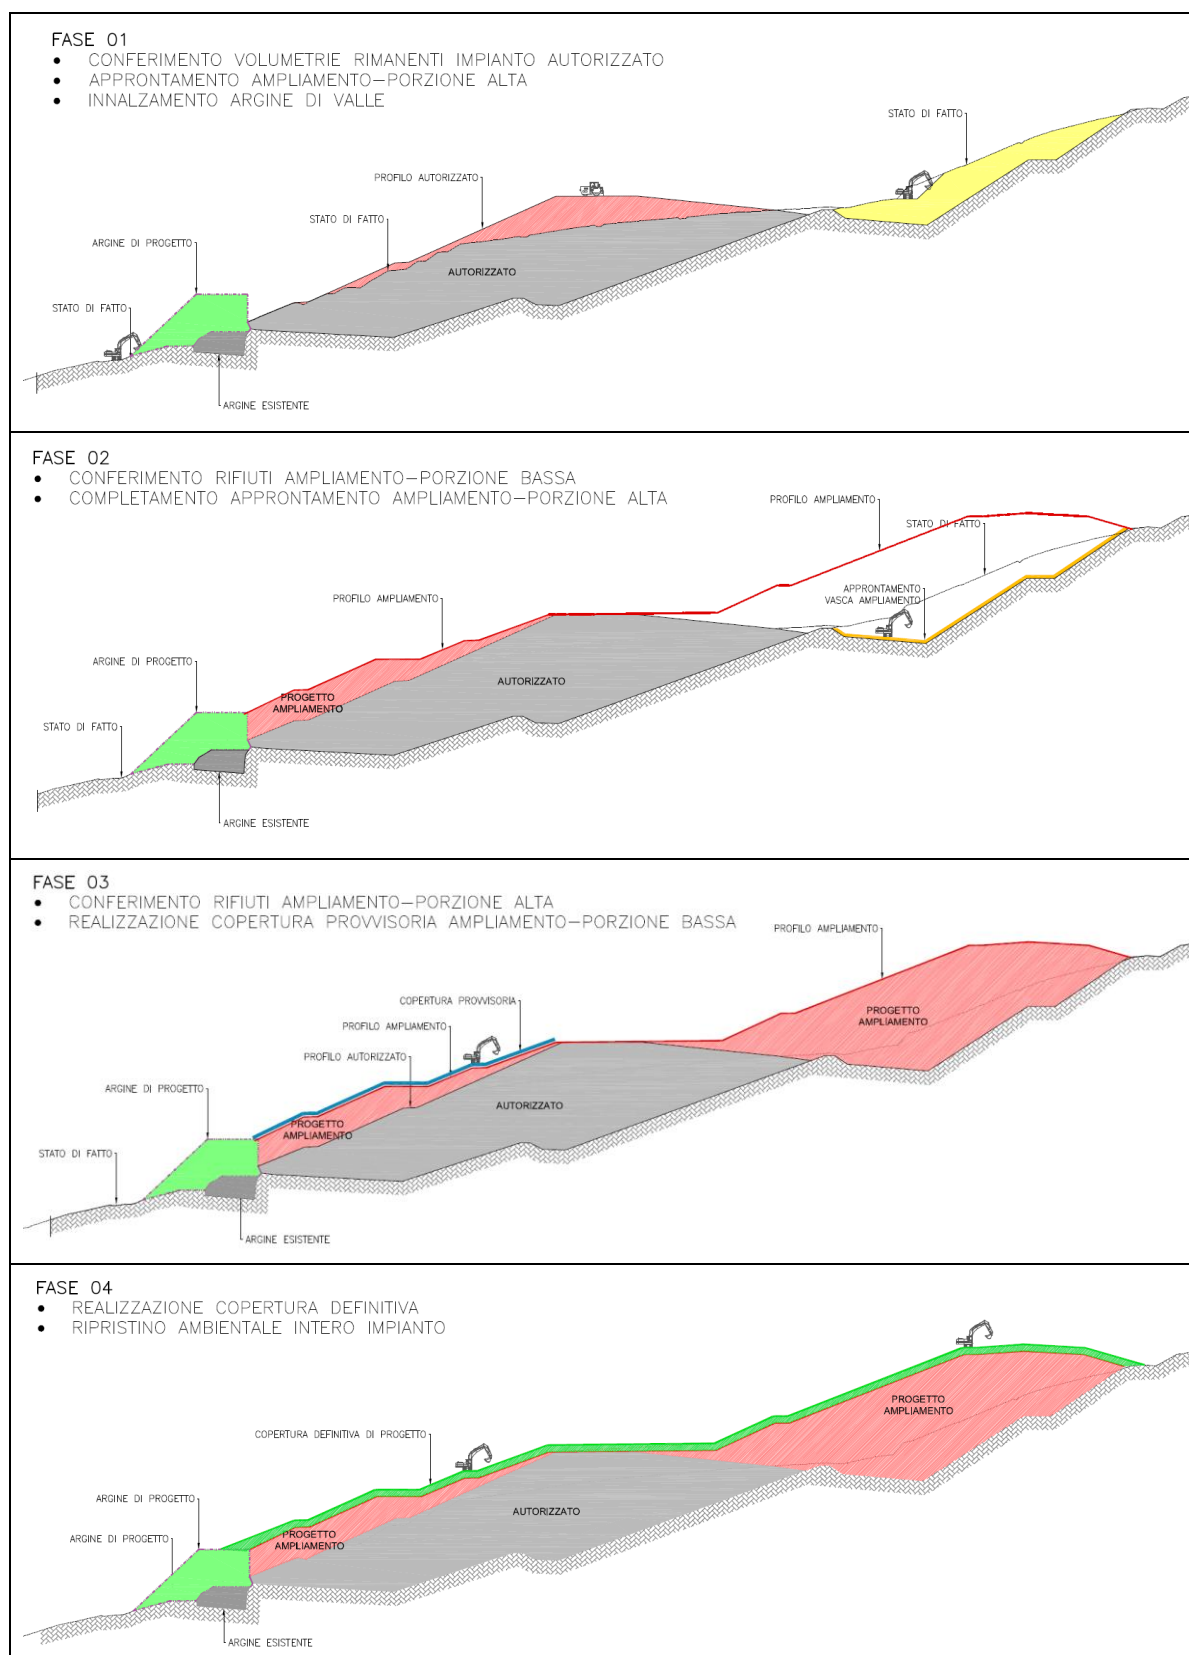 FASE 01
• CONFERIMENTO VOLUMETRIE RIMANENTI IMPIANTO AUTORIZZATO
• APPRONTAMENTO AMPLIAMENTO–PORZIONE ALTA
• INNALZAMENTO ARGINE DI VALLE
STATO DI FATTO
PROFILO AUTORIZZATO
STATO DI FATTO
ARGINE DI PROGETTO
AUTORIZZATO
STATO DI FATTO
ARGINE ESISTENTE
FASE 02
• CONFERIMENTO RIFIUTI AMPLIAMENTO–PORZIONE BASSA
• COMPLETAMENTO APPRONTAMENTO AMPLIAMENTO–PORZIONE ALTA
PROFILO AMPLIAMENTO
STATO DI FATTO
APPRONTAMENTO
VASCA AMPLIAMENTO
PROFILO AMPLIAMENTO
ARGINE DI PROGETTO
AUTORIZZATO
PROGETTO
AMPLIAMENTO
STATO DI FATTO
ARGINE ESISTENTE
FASE 03
• CONFERIMENTO RIFIUTI AMPLIAMENTO–PORZIONE ALTA
• REALIZZAZIONE COPERTURA PROVVISORIA AMPLIAMENTO–PORZIONE BASSA
PROFILO AMPLIAMENTO
COPERTURA PROVVISORIA
PROGETTO
AMPLIAMENTO
PROFILO AMPLIAMENTO
PROFILO AUTORIZZATO
ARGINE DI PROGETTO
AUTORIZZATO
PROGETTO
AMPLIAMENTO
STATO DI FATTO
ARGINE ESISTENTE
FASE 04
• REALIZZAZIONE COPERTURA DEFINITIVA
• RIPRISTINO AMBIENTALE INTERO IMPIANTO
PROGETTO
AMPLIAMENTO
COPERTURA DEFINITIVA DI PROGETTO
ARGINE DI PROGETTO
AUTORIZZATO
ARGINE DI PROGETTO
PROGETTO
AMPLIAMENTO
ARGINE ESISTENTE